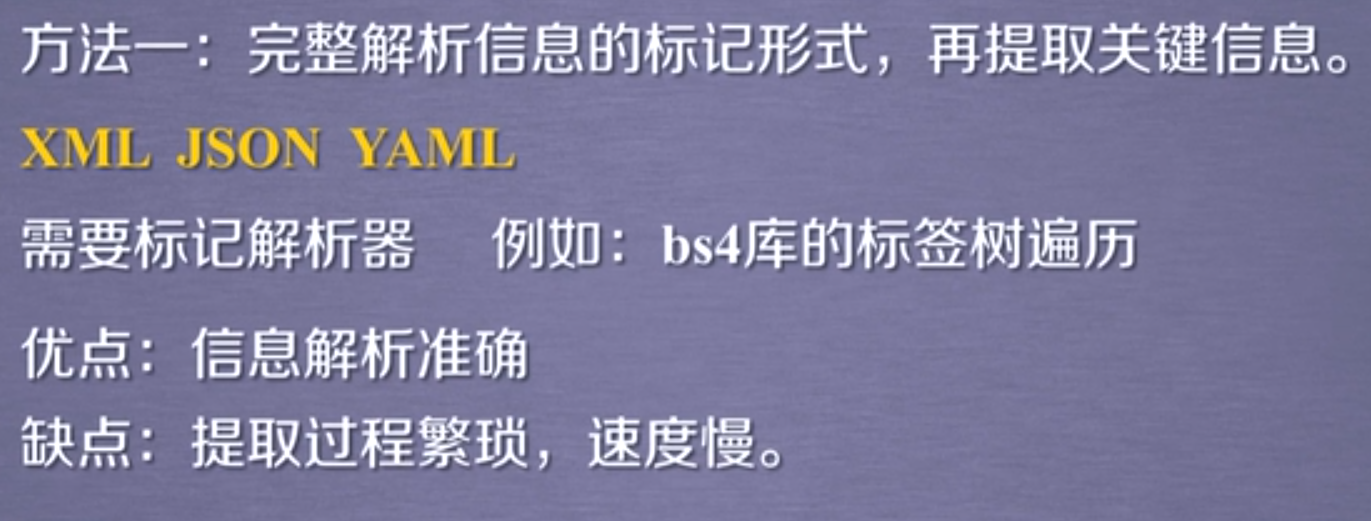 方法一：完整解析信息的标记形式，再提取关键信息。
XML JSON YAML
需要标记解析器 例如：bs4库的标签树遍历
优点：信息解析准确
缺点：提取过程繁琐，速度慢。